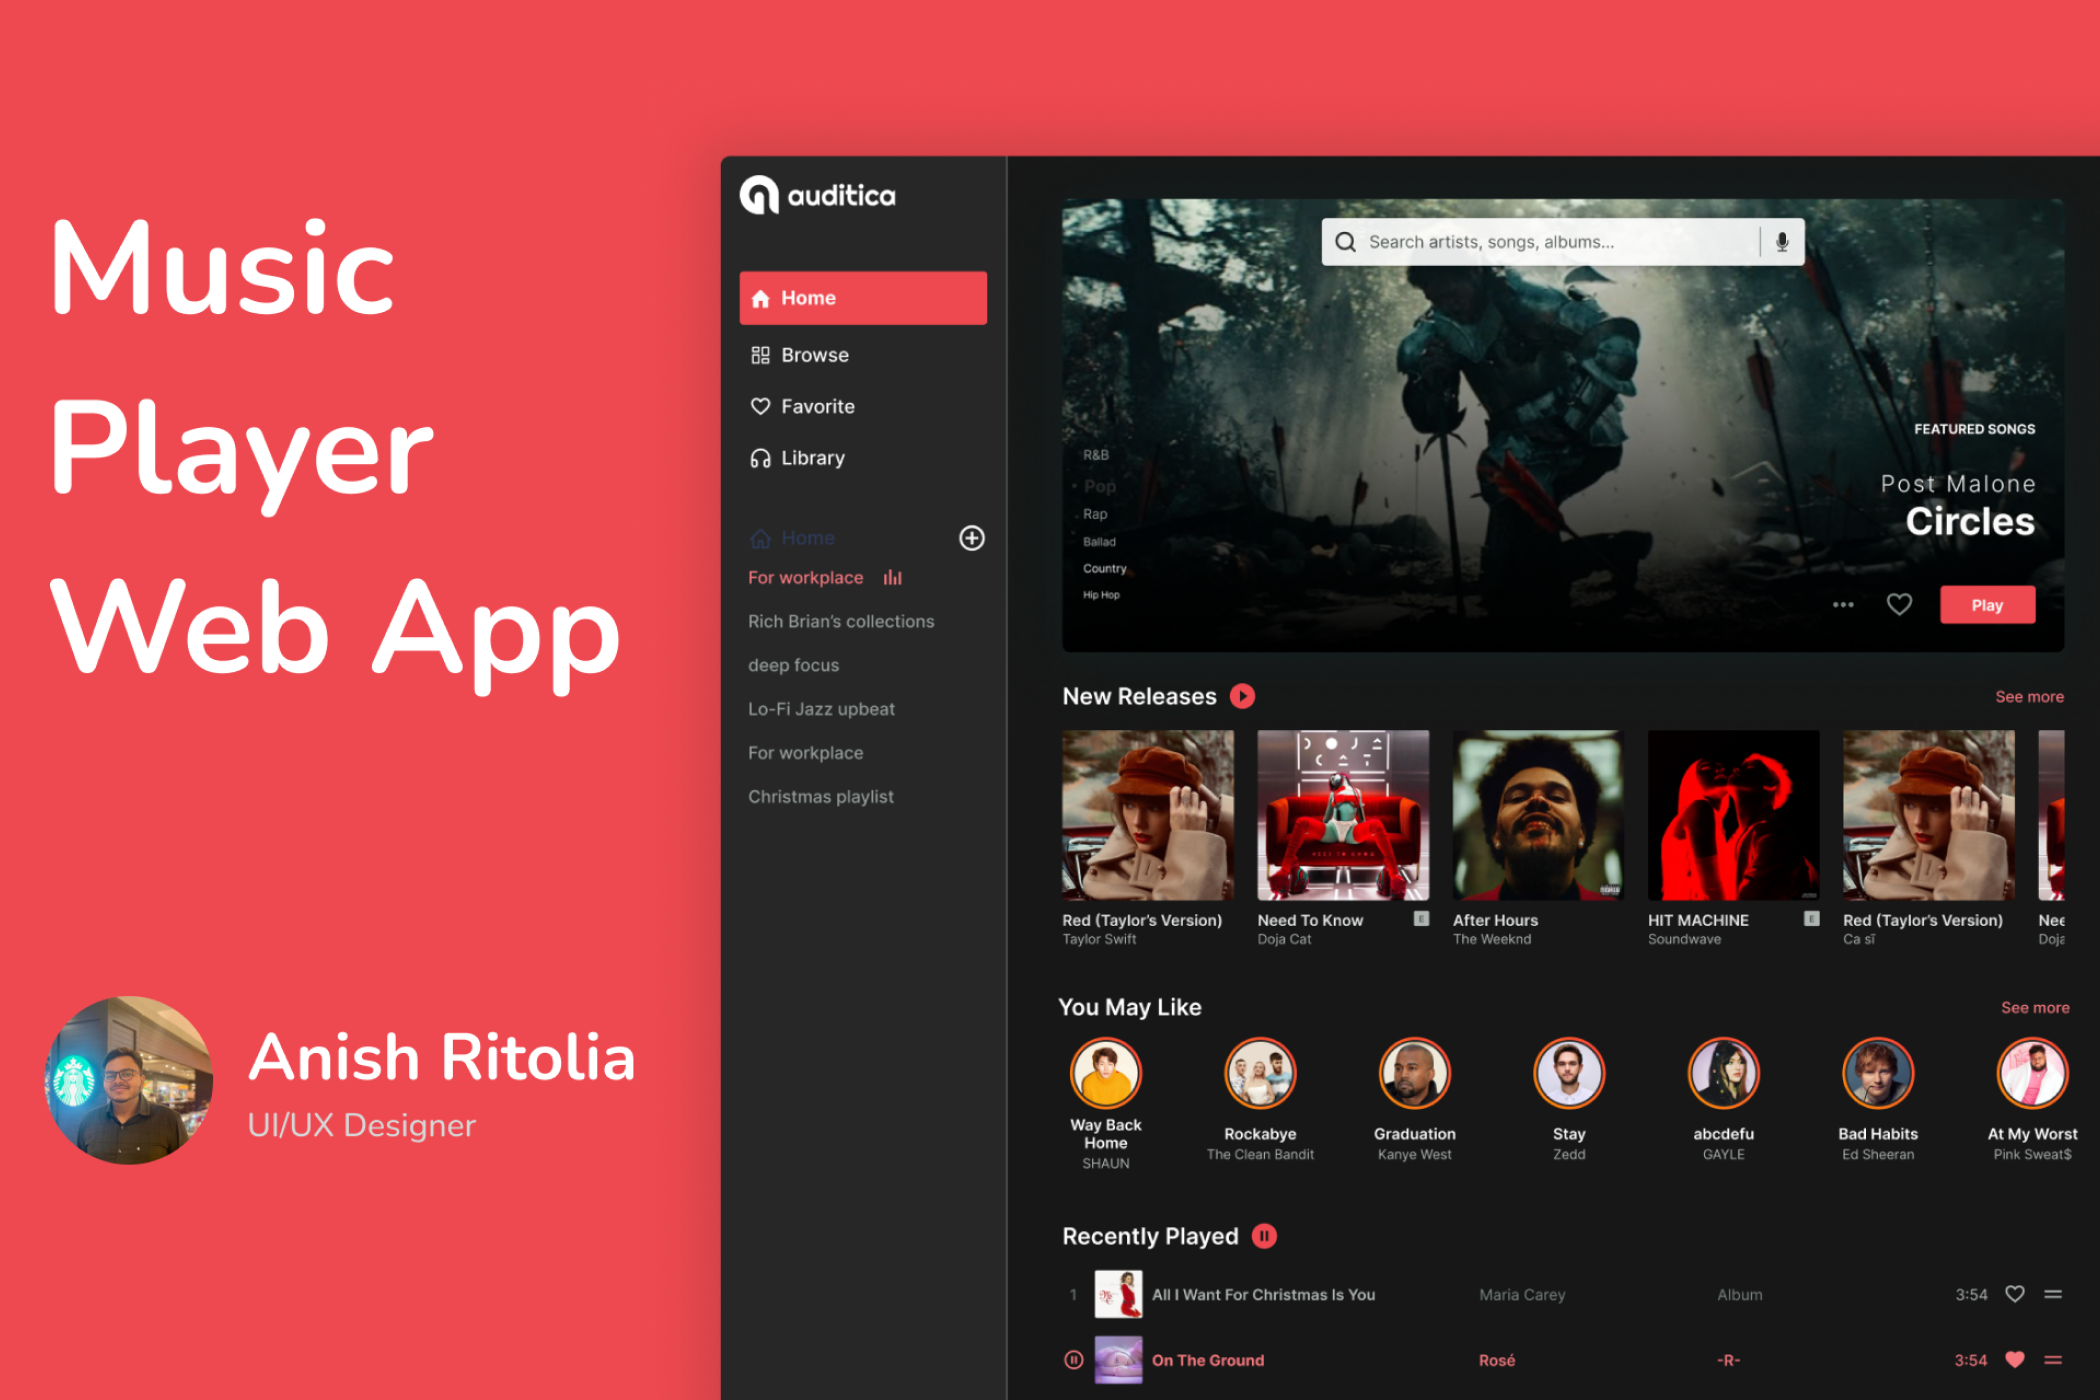 Music
Player
Web App
Anish Ritolia
UI/UX Designer
auditica
Home
Browse
Favorite
Library
Home
For workplace
Rich Brian's collections
deep focus
Lo-Fi Jazz upbeat
For workplace
Christmas playlist
Search artists, songs, albums...
R&B
Pop
Rap
Ballad
Country
Hip Hop
FEATURED SONGS
Post Malone
Circles
Play
New Releases
See more
DOJA
CAT
Red (Taylor's Version)
Taylor Swift
Need To Know E
Doja Cat
After Hours
The Weeknd
HIT MACHINE E
Soundwave
Red (Taylor's Version)
Ca sĩ
Nee
Doja
You May Like
See more
Way Back
Home
SHAUN
Rockabye
The Clean Bandit
Graduation
Kanye West
Stay
Zedd
abcdefu
GAYLE
Bad Habits
Ed Sheeran
At My Worst
Pink Sweat$
Recently Played
1 All I Want For Christmas Is You Maria Carey Album 3:54
On The Ground Rosé -R- 3:54